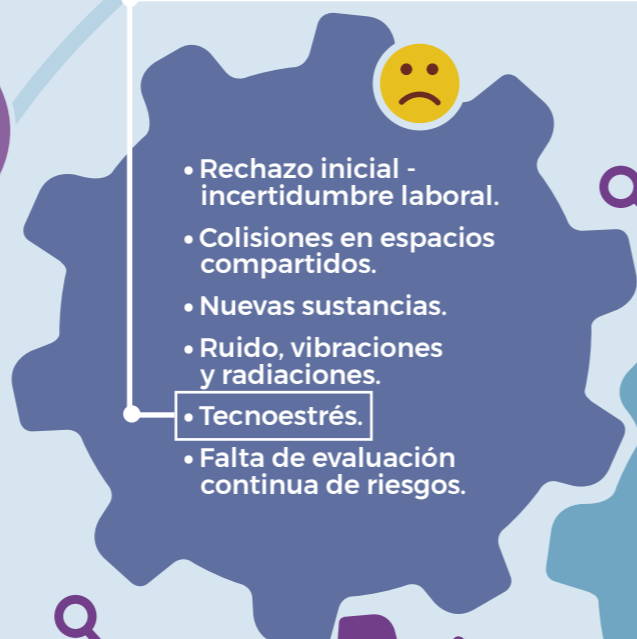 • Rechazo inicial -
incertidumbre laboral.
• Colisiones en espacios
compartidos.
• Nuevas sustancias.
• Ruido, vibraciones
y radiaciones.
• Tecnoestrés.
• Falta de evaluación
continua de riesgos.